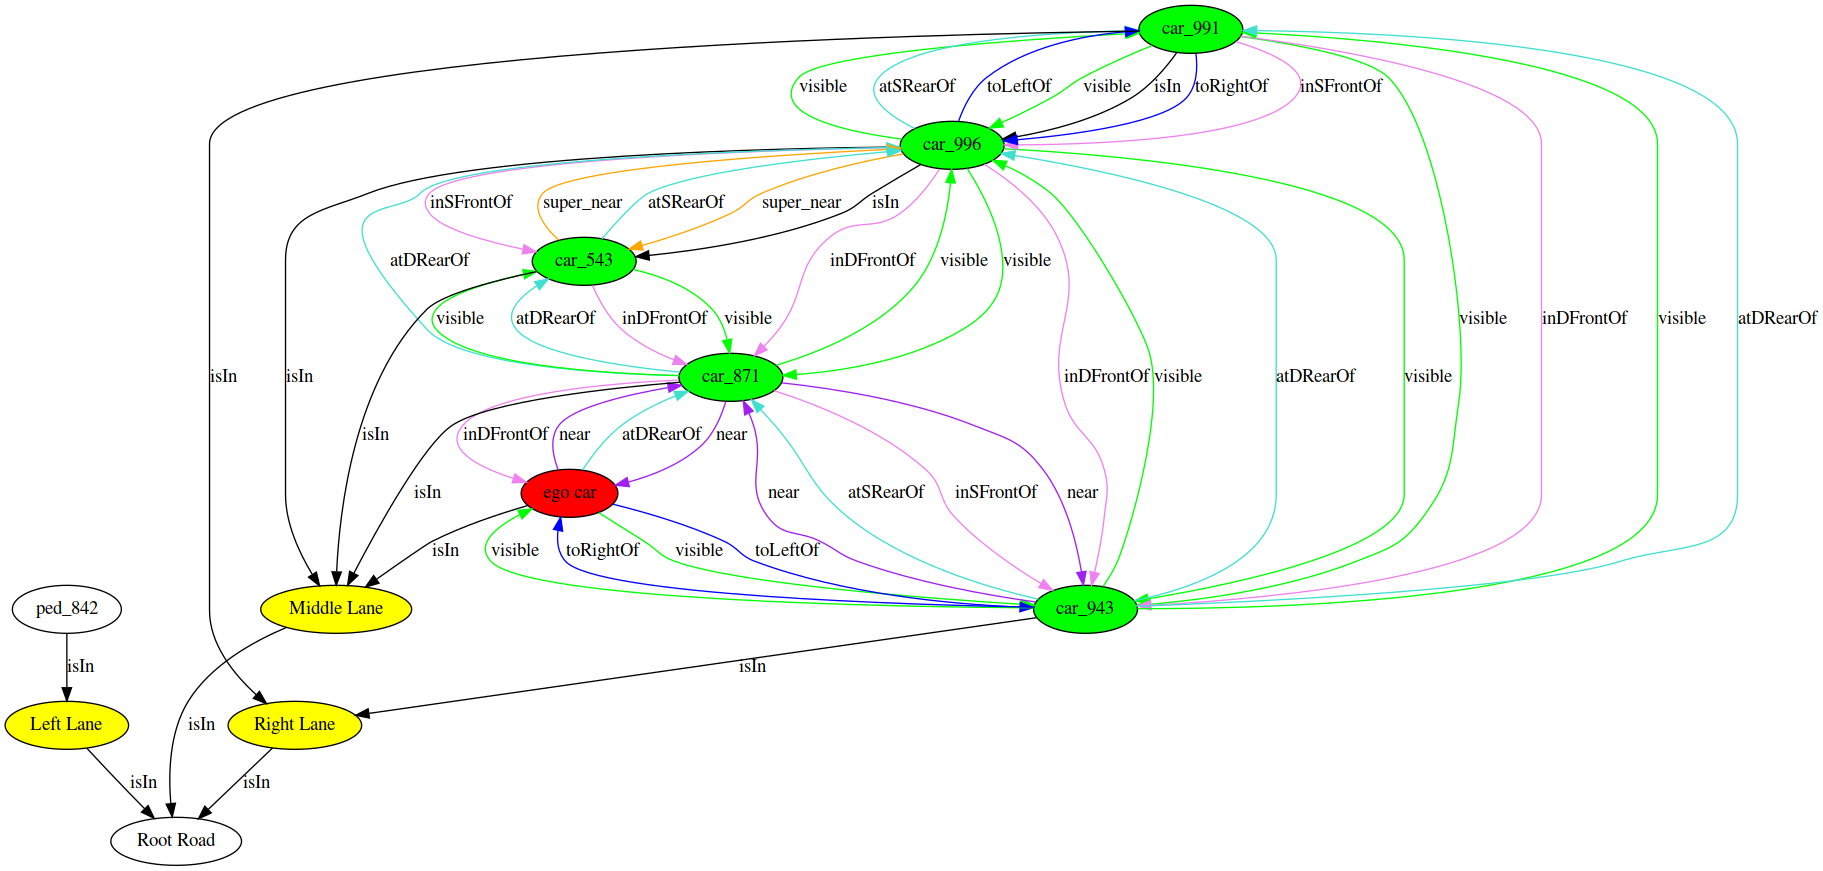 car_991
visible
atSRearOf
toLeftOf
visible
isIn
toRightOf
inSFrontOf
car_996
inSFrontOf
super_near
atSRearOf
super_near
isIn
atDRearOf
car_543
inDFrontOf
visible
visible
visible
atDRearOf
inDFrontOf
visible
visible
inDFrontOf
visible
atDRearOf
isIn
isIn
car_871
inDFrontOf
visible
atDRearOf
visible
inDFrontOf
near
atDRearOf
near
isIn
isIn
ego car
near
atSRearOf
inSFrontOf
near
isIn
visible
toRightOf
visible
toLeftOf
ped_842
Middle Lane
car_943
isIn
isIn
Left Lane
Right Lane
isIn
isIn
isIn
Root Road